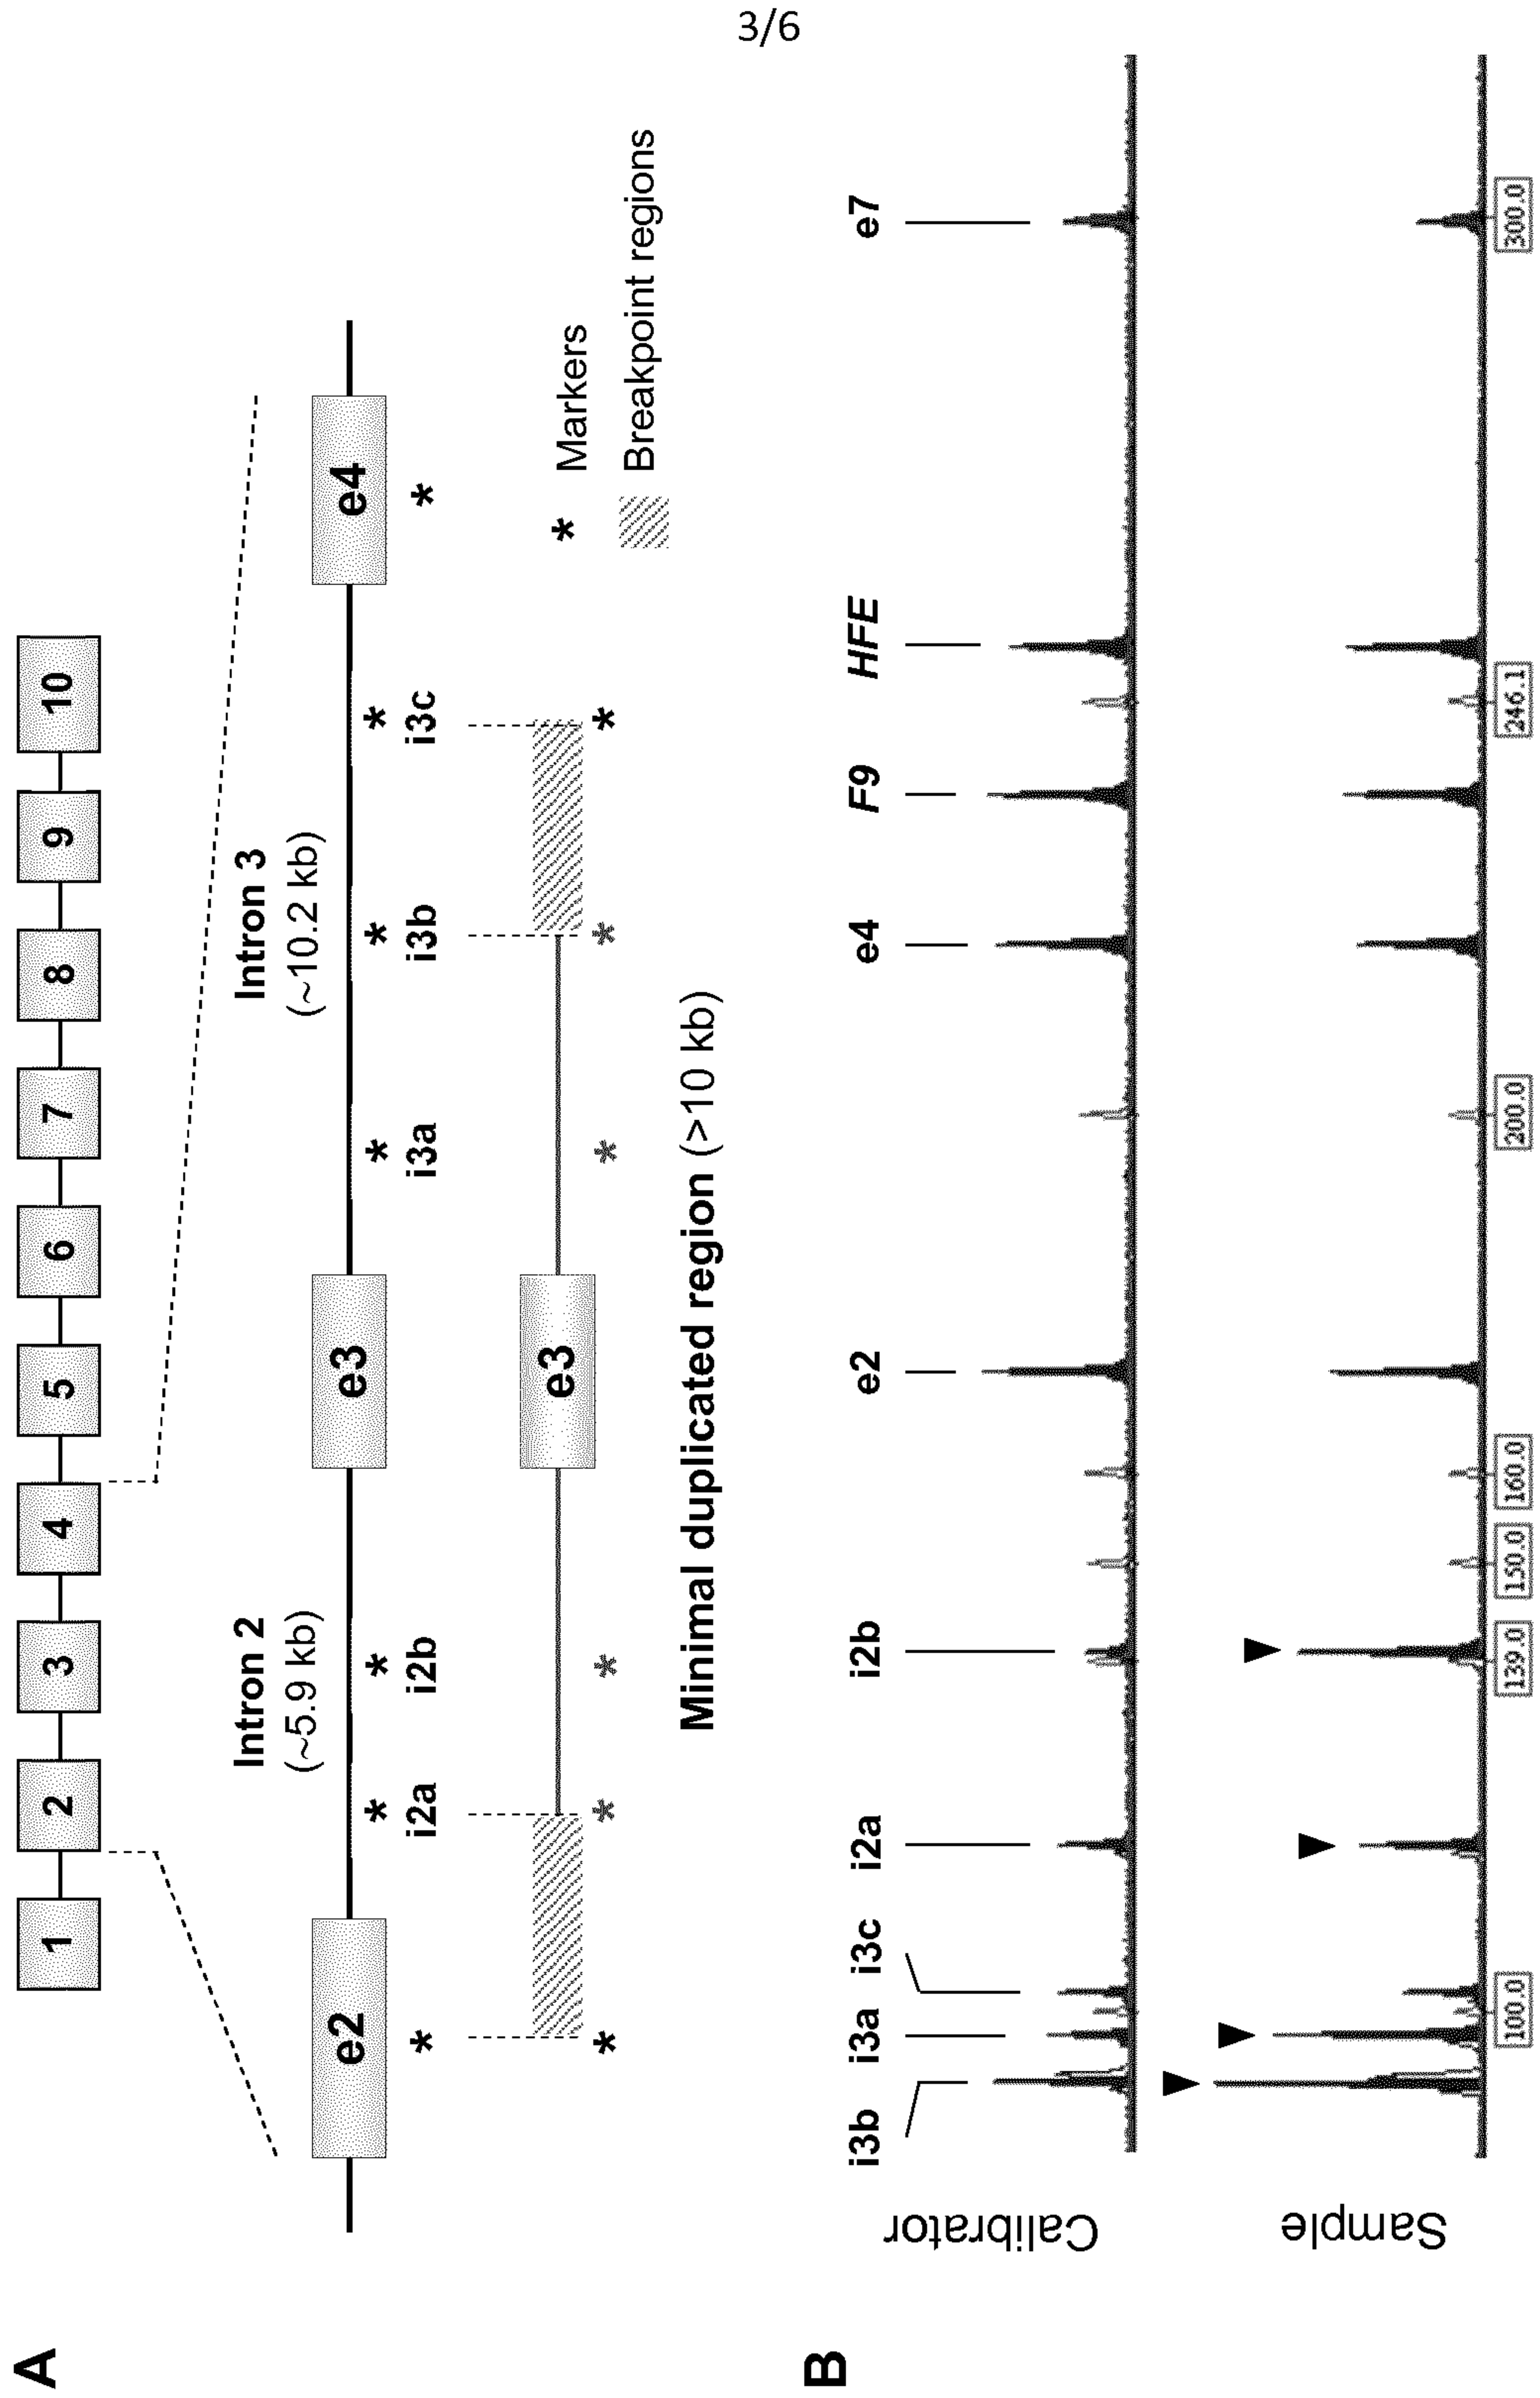 3/6
A
1 2 3 4 5 6 7 8 9 10
Intron 2 Intron 3
(~5.9 kb) (~10.2 kb)
e2 e3 e4
* * * * * * *
i2a i2b i3a i3b i3c
e3
* * * * * *
* Markers
Breakpoint regions
Minimal duplicated region (>10 kb)
B
i3b i3a i3c i2a i2b e2 e4 F9 HFE e7
Calibrator
Sample
100.0 139.0 150.0 160.0 200.0 246.1 300.0